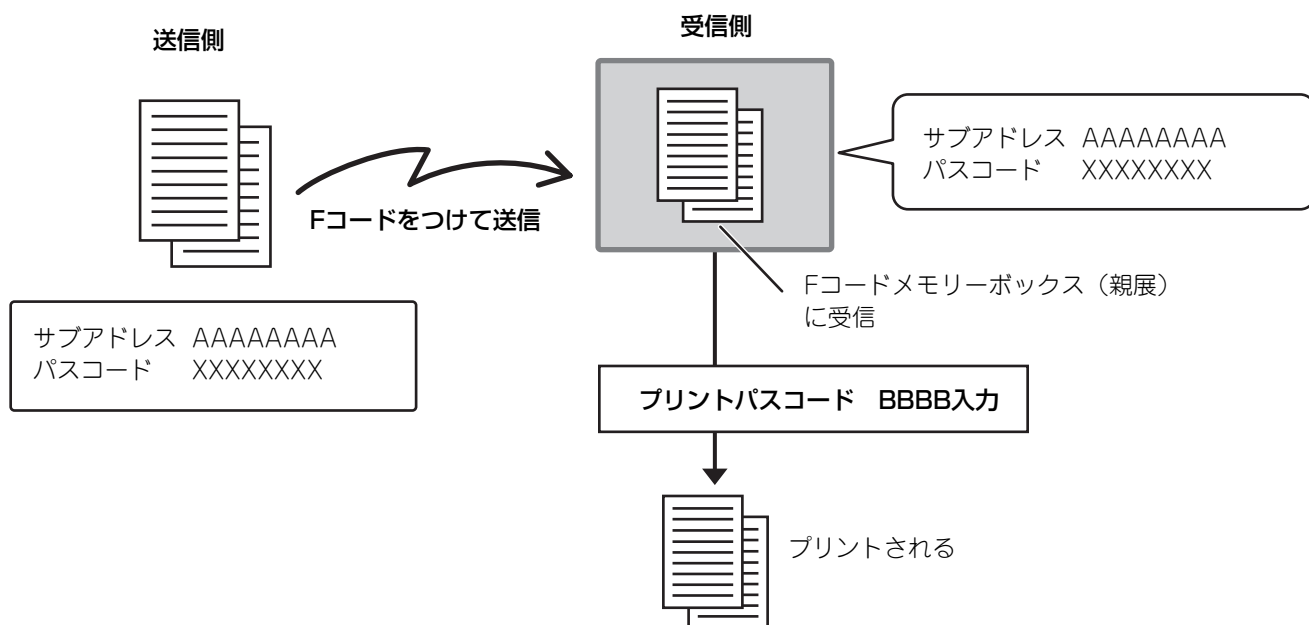 送信側
受信側
サブアドレス AAAAAAAA
パスコード XXXXXXXX
Fコードをつけて送信
Fコードメモリーボックス（親展）
に受信
サブアドレス AAAAAAAA
パスコード XXXXXXXX
プリントパスコード BBBB入力
プリントされる